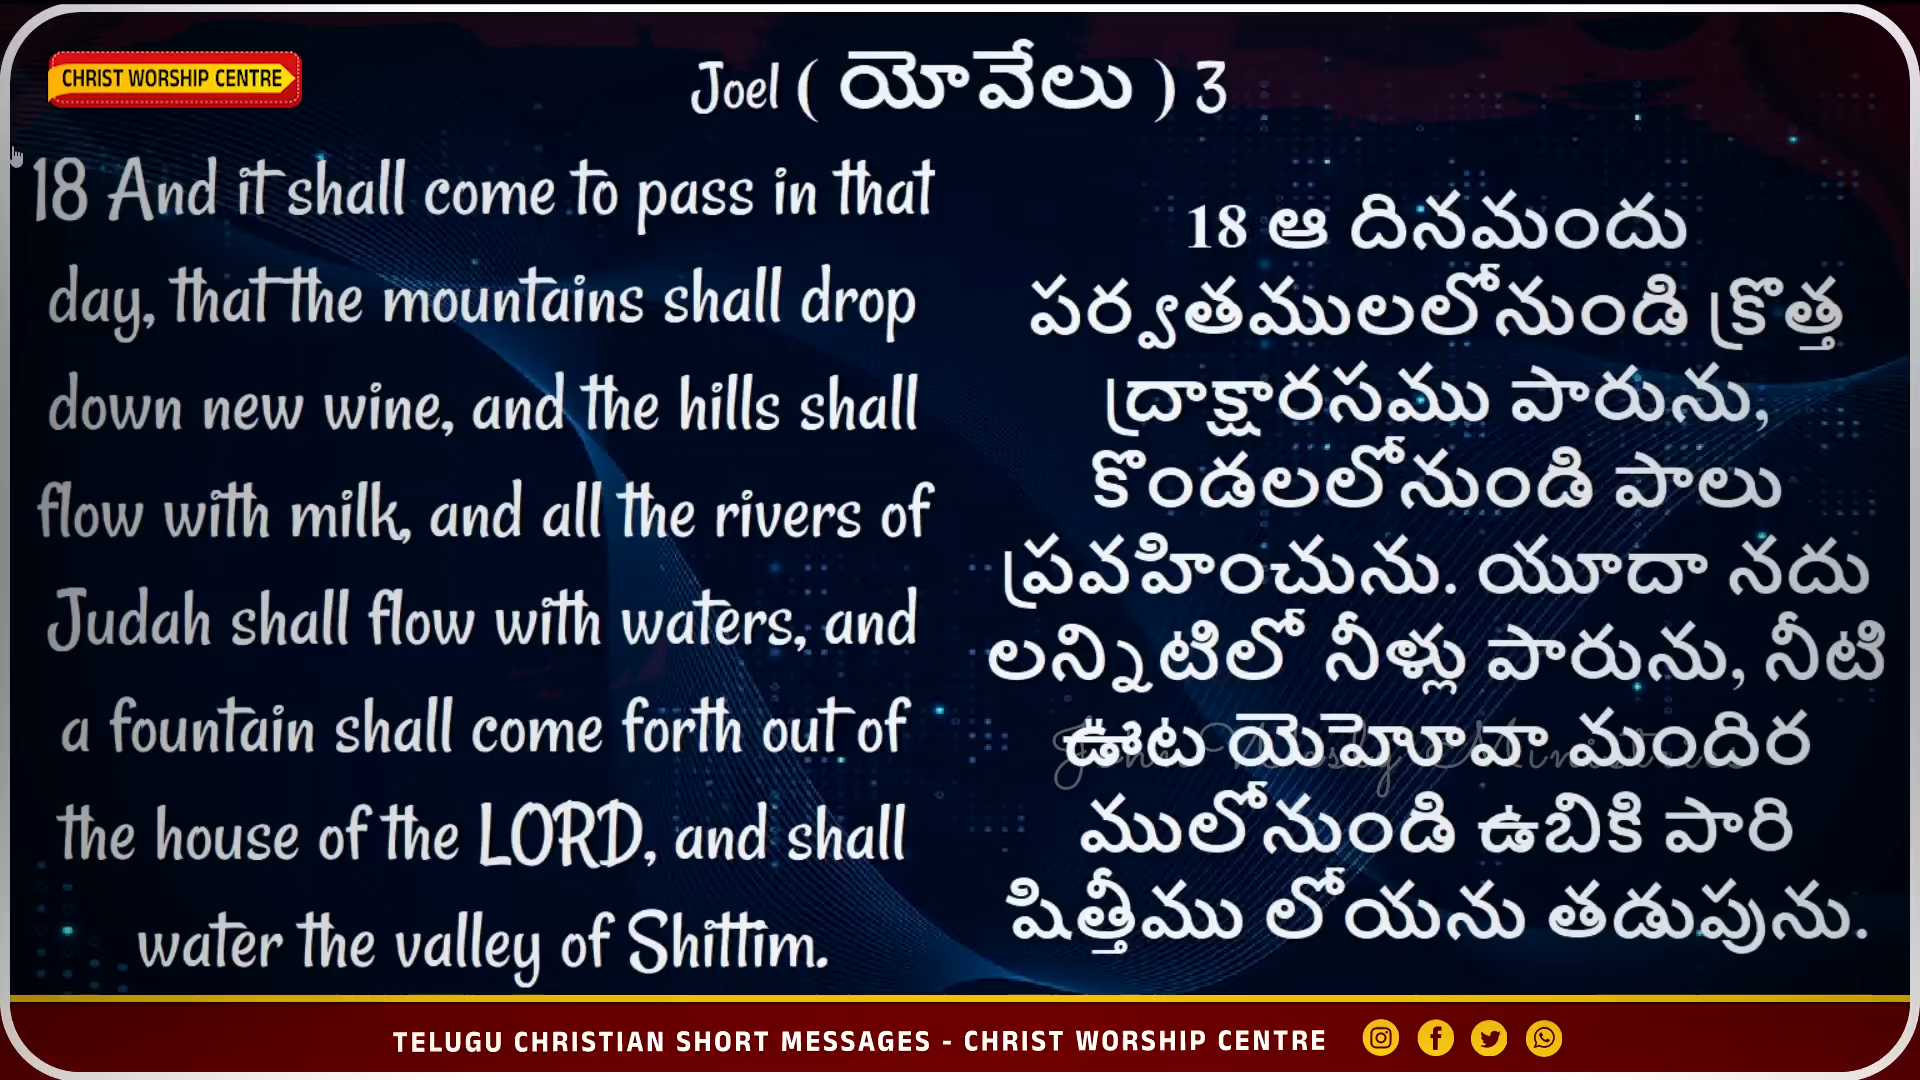 CHRIST WORSHIP CENTRE
Joel ( యోవేలు ) 3
18 And it shall come to pass in that
day, that the mountains shall drop
down new wine, and the hills shall
flow with milk, and all the rivers of
Judah shall flow with waters, and
a fountain shall come forth out of
the house of the LORD, and shall
water the valley of Shittim.
18 ఆ దినమందు
పర్వతములలోనుండి క్రొత్త
ద్రాక్షారసము పారును,
కొండలలోనుండి పాలు
ప్రవహించును. యూదా నదు
లన్నిటిలో నీళ్లు పారును, నీటి
ఊట యెహోవా మందిర
ములోనుండి ఉబికి పారి
షిత్తీము లోయను తడుపును.
John Wesly Ministries
TELUGU CHRISTIAN SHORT MESSAGES - CHRIST WORSHIP CENTRE